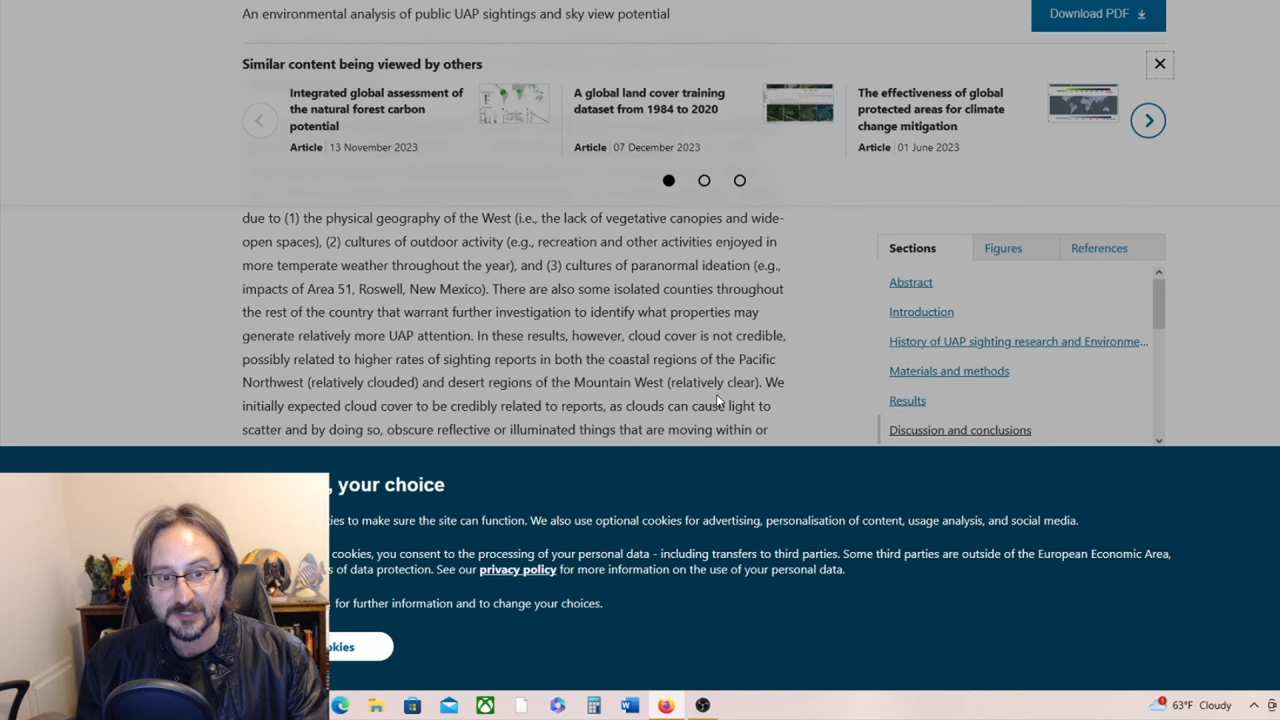 An environmental analysis of public UAP sightings and sky view potential
Download PDF
Similar content being viewed by others
Integrated global assessment of
the natural forest carbon
potential
Article 13 November 2023
A global land cover training
dataset from 1984 to 2020
Article 07 December 2023
The effectiveness of global
protected areas for climate
change mitigation
Article 01 June 2023
due to (1) the physical geography of the West (i.e., the lack of vegetative canopies and wide-
open spaces), (2) cultures of outdoor activity (e.g., recreation and other activities enjoyed in
more temperate weather throughout the year), and (3) cultures of paranormal ideation (e.g.,
impacts of Area 51, Roswell, New Mexico). There are also some isolated counties throughout
the rest of the country that warrant further investigation to identify what properties may
generate relatively more UAP attention. In these results, however, cloud cover is not credible,
possibly related to higher rates of sighting reports in both the coastal regions of the Pacific
Northwest (relatively clouded) and desert regions of the Mountain West (relatively clear). We
initially expected cloud cover to be credibly related to reports, as clouds can cause light to
scatter and by doing so, obscure reflective or illuminated things that are moving within or
Sections Figures References
Abstract
Introduction
History of UAP sighting research and Environme...
Materials and methods
Results
Discussion and conclusions
, your choice
ies to make sure the site can function. We also use optional cookies for advertising, personalisation of content, usage analysis, and social media.
cookies, you consent to the processing of your personal data - including transfers to third parties. Some third parties are outside of the European Economic Area,
s of data protection. See our privacy policy for more information on the use of your personal data.
for further information and to change your choices.
okies
63°F Cloudy